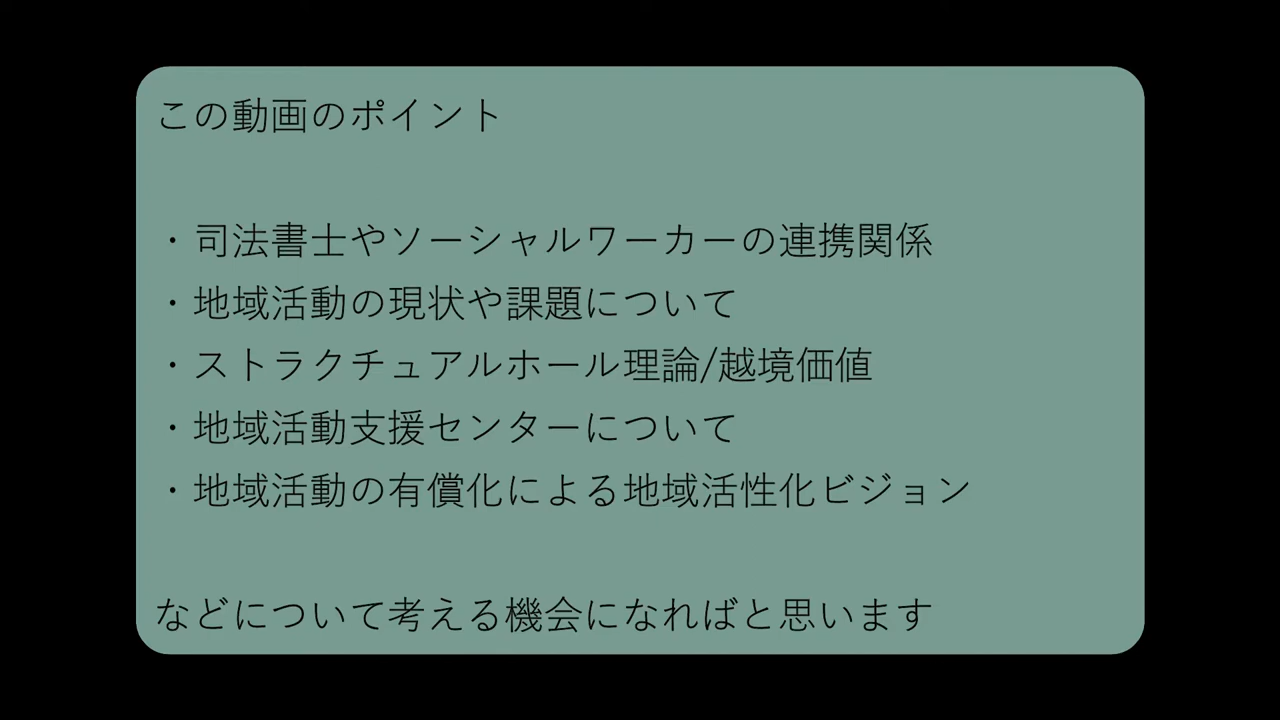 この動画のポイント
・司法書士やソーシャルワーカーの連携関係
・地域活動の現状や課題について
・ストラクチュアルホール理論/越境価値
・地域活動支援センターについて
・地域活動の有償化による地域活性化ビジョン
などについて考える機会になればと思います